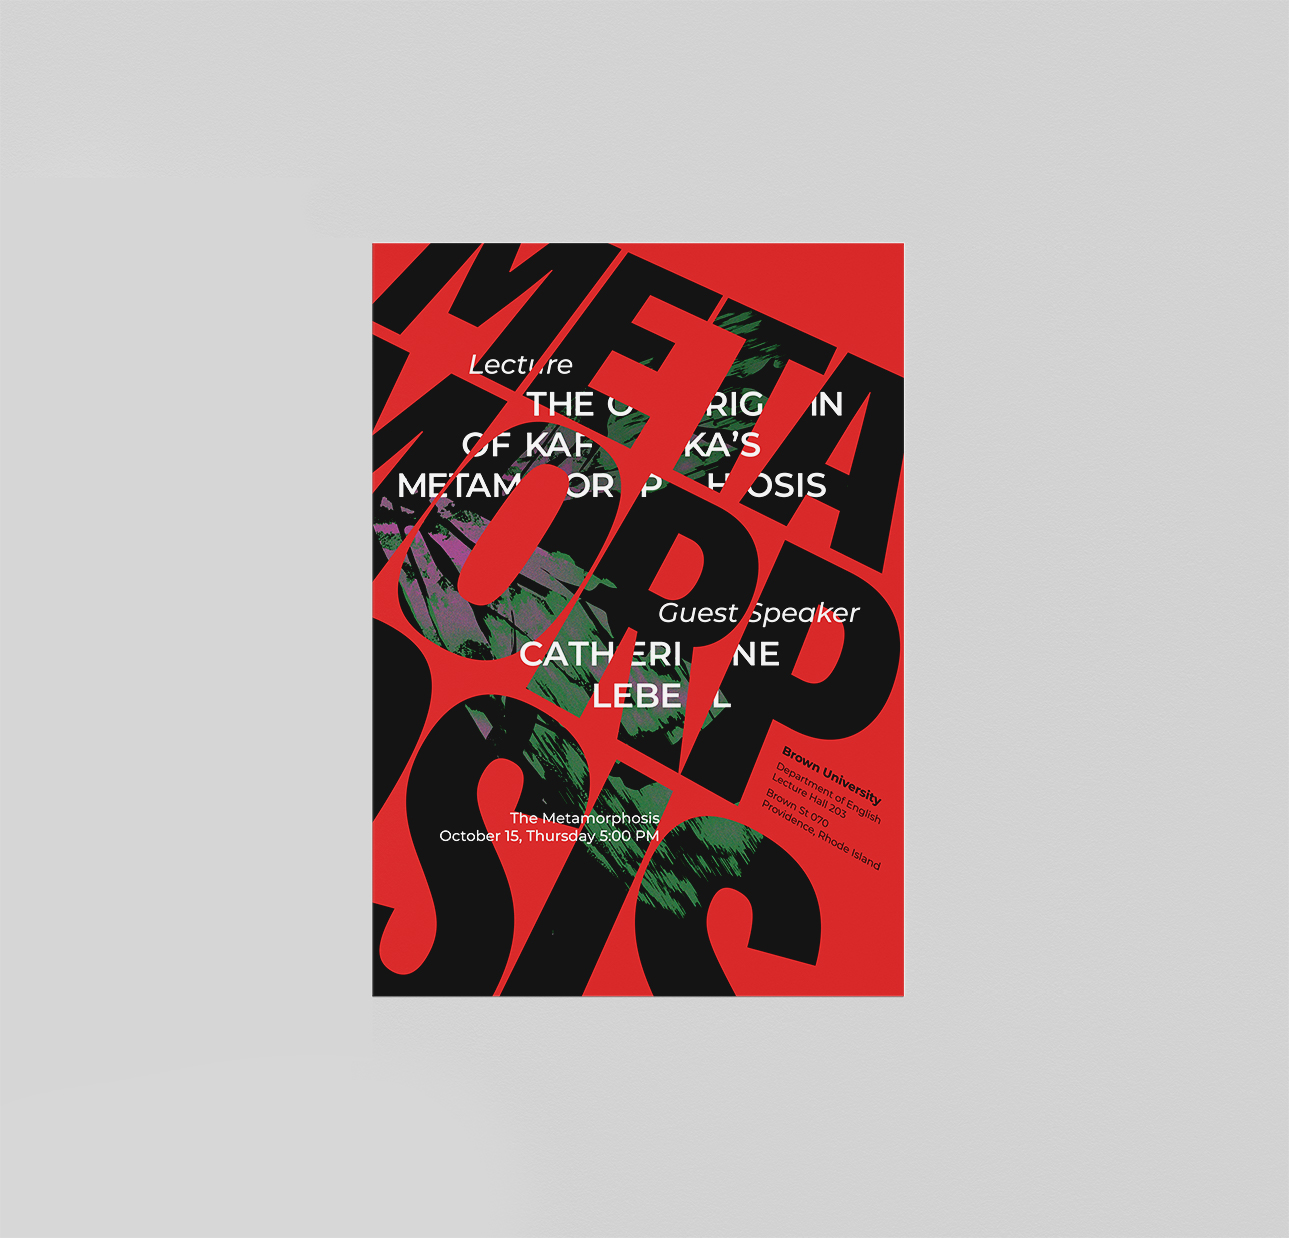 META
MORP
OSIS
Lecture
THE ORIGIN
OF KAFKA’S
METAMORPHOSIS
Guest Speaker
CATHERINE
LEBEL
Brown University
Department of English
Lecture Hall 203
Brown St 070
Providence, Rhode Island
The Metamorphosis
October 15, Thursday 5:00 PM